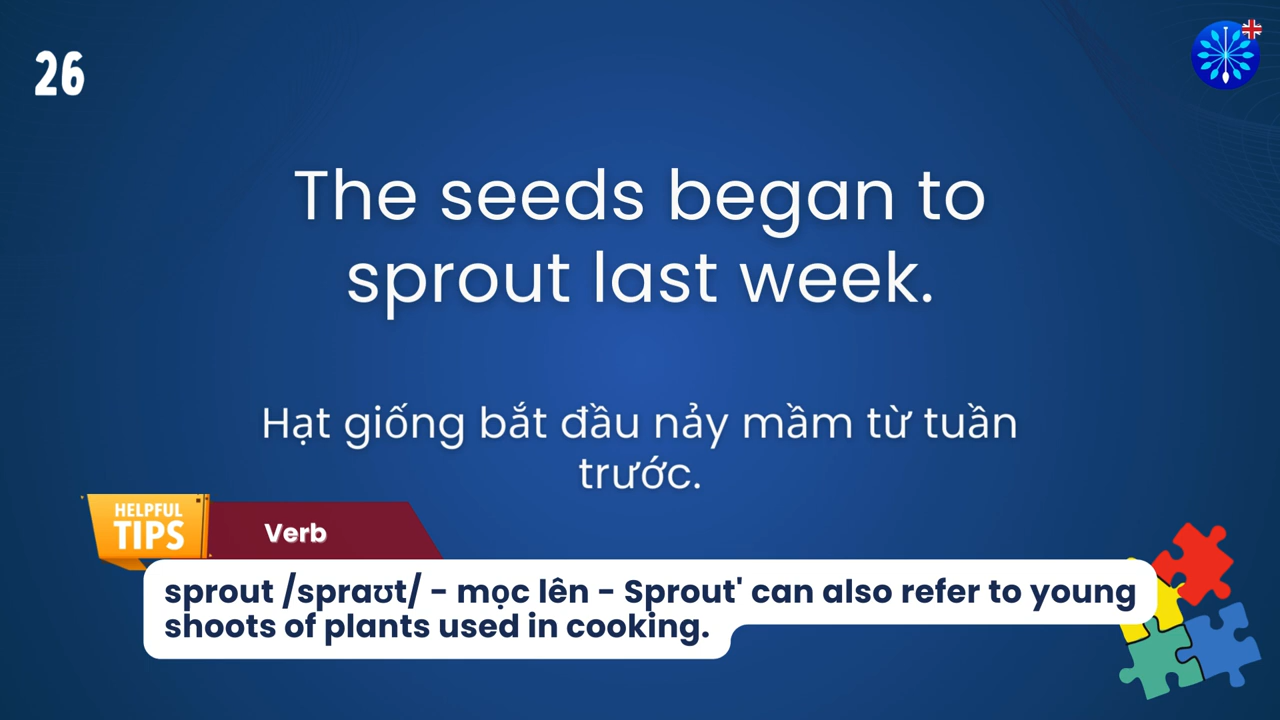 26
The seeds began to
sprout last week.
Hạt giống bắt đầu nảy mầm từ tuần
trước.
HELPFUL
TIPS
Verb
sprout /spraʊt/ - mọc lên - Sprout' can also refer to young
shoots of plants used in cooking.